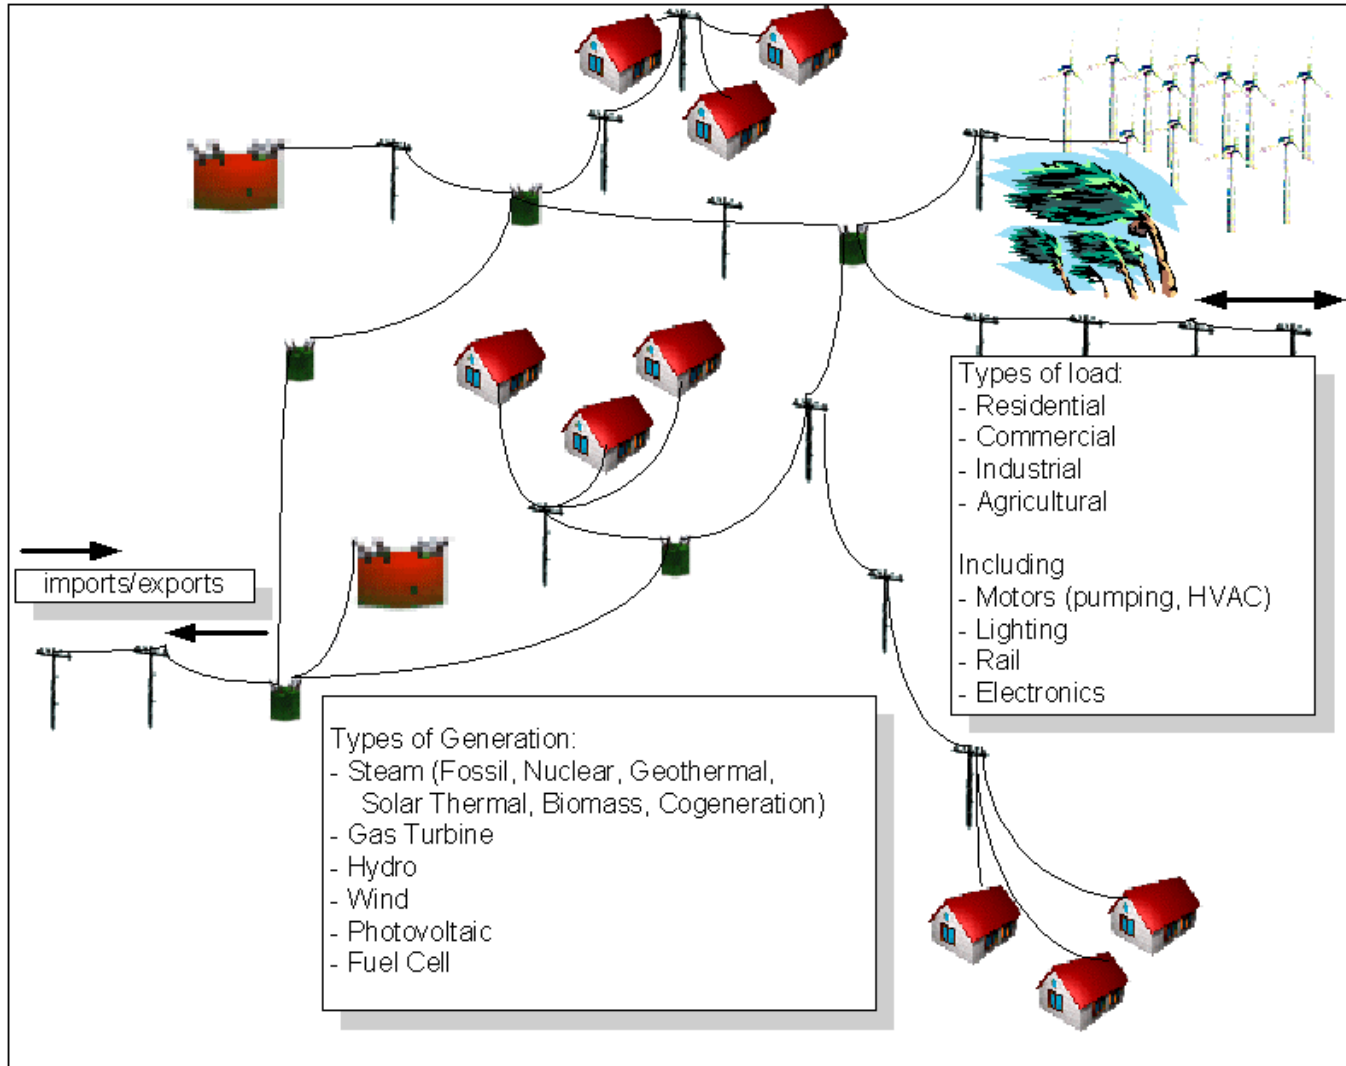 Types of load:
- Residential
- Commercial
- Industrial
- Agricultural
Including
- Motors (pumping, HVAC)
- Lighting
- Rail
- Electronics
imports/exports
Types of Generation:
- Steam (Fossil, Nuclear, Geothermal,
Solar Thermal, Biomass, Cogeneration)
- Gas Turbine
- Hydro
- Wind
- Photovoltaic
- Fuel Cell